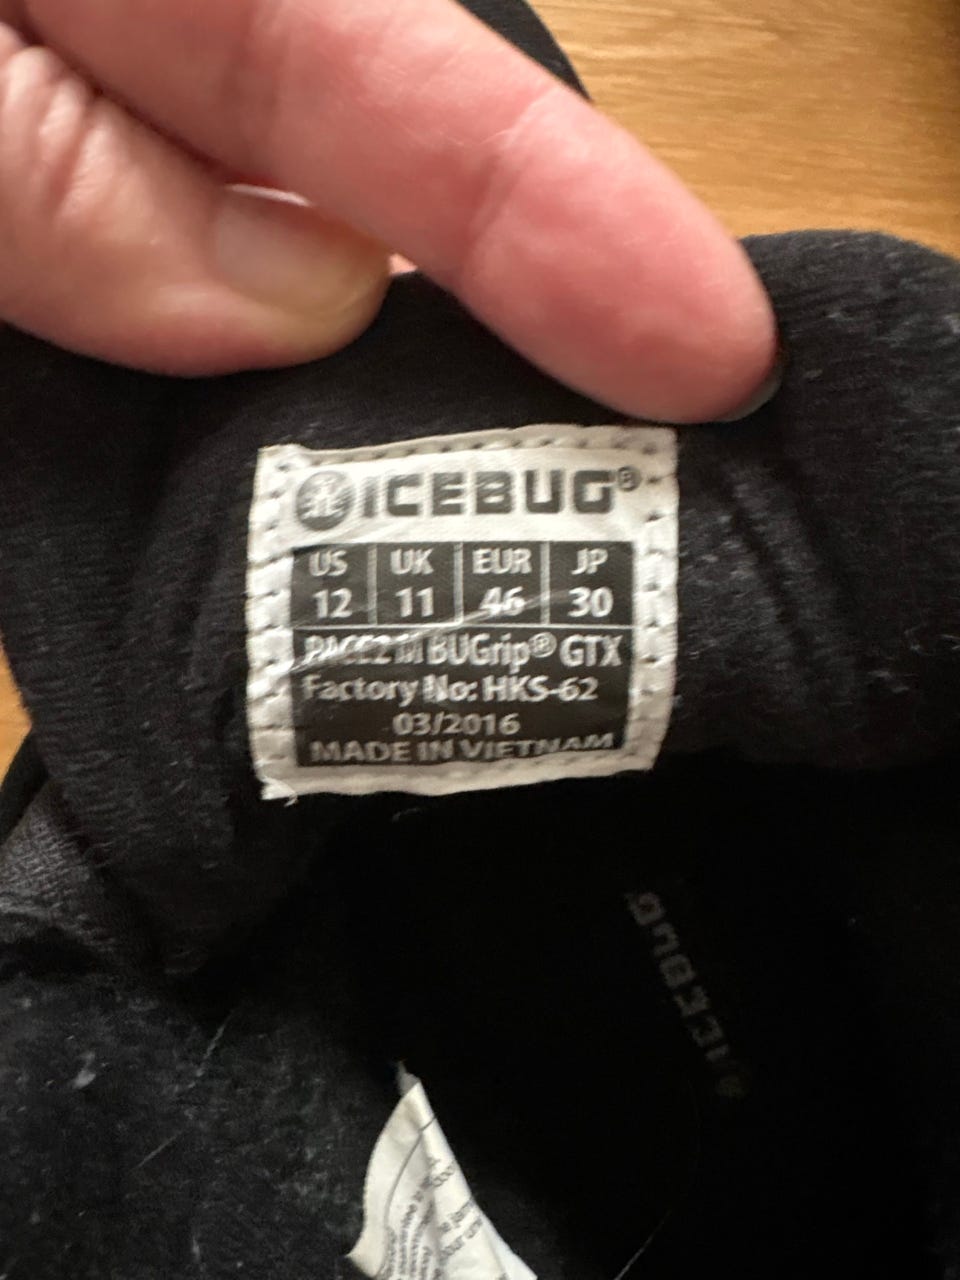 ICEBUG®
US UK EUR JP
12 11 46 30
PACE2 M BUGrip® GTX
Factory No: HKS-62
03/2016
MADE IN VIETNAM
ICEBUG